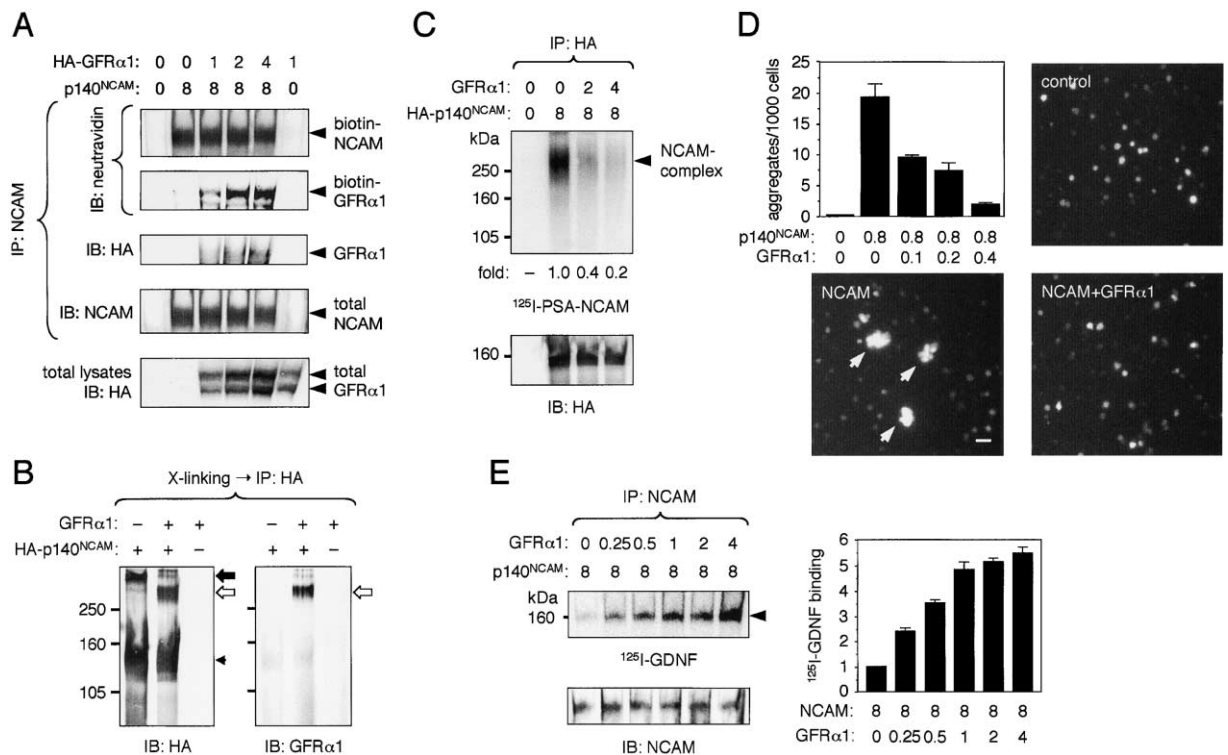 A
HA-GFRα1: 0 0 1 2 4 1
p140NCAM: 0 8 8 8 8 0
IP: NCAM
IB: neutravidin
biotin-NCAM
biotin-GFRα1
IB: HA
GFRα1
IB: NCAM
total NCAM
total lysates
IB: HA
total GFRα1
B
X-linking → IP: HA
GFRα1: – + + – + +
HA-p140NCAM: + + – + + –
250
160
105
IB: HA
IB: GFRα1
C
IP: HA
GFRα1: 0 0 2 4
HA-p140NCAM: 0 8 8 8
kDa
250
160
105
NCAM-complex
fold: – 1.0 0.4 0.2
125I-PSA-NCAM
160
IB: HA
D
aggregates/1000 cells
25
20
15
10
5
0
p140NCAM: 0 0.8 0.8 0.8 0.8
GFRα1: 0 0 0.1 0.2 0.4
control
NCAM
NCAM+GFRα1
E
IP: NCAM
GFRα1: 0 0.25 0.5 1 2 4
p140NCAM: 8 8 8 8 8 8
kDa
160
125I-GDNF
IB: NCAM
125I-GDNF binding
6
5
4
3
2
1
0
NCAM: 8 8 8 8 8 8
GFRα1: 0 0.25 0.5 1 2 4